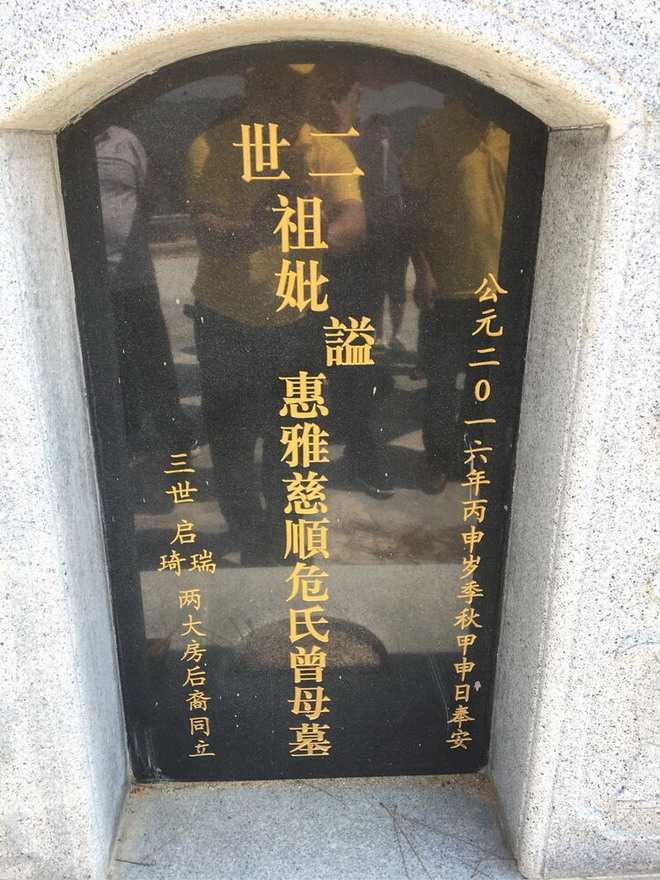 公元二0一六年丙申岁季秋甲申日奉安
二世祖妣謚惠雅慈順危氏曾母墓
三世启瑞琦两大房后裔同立